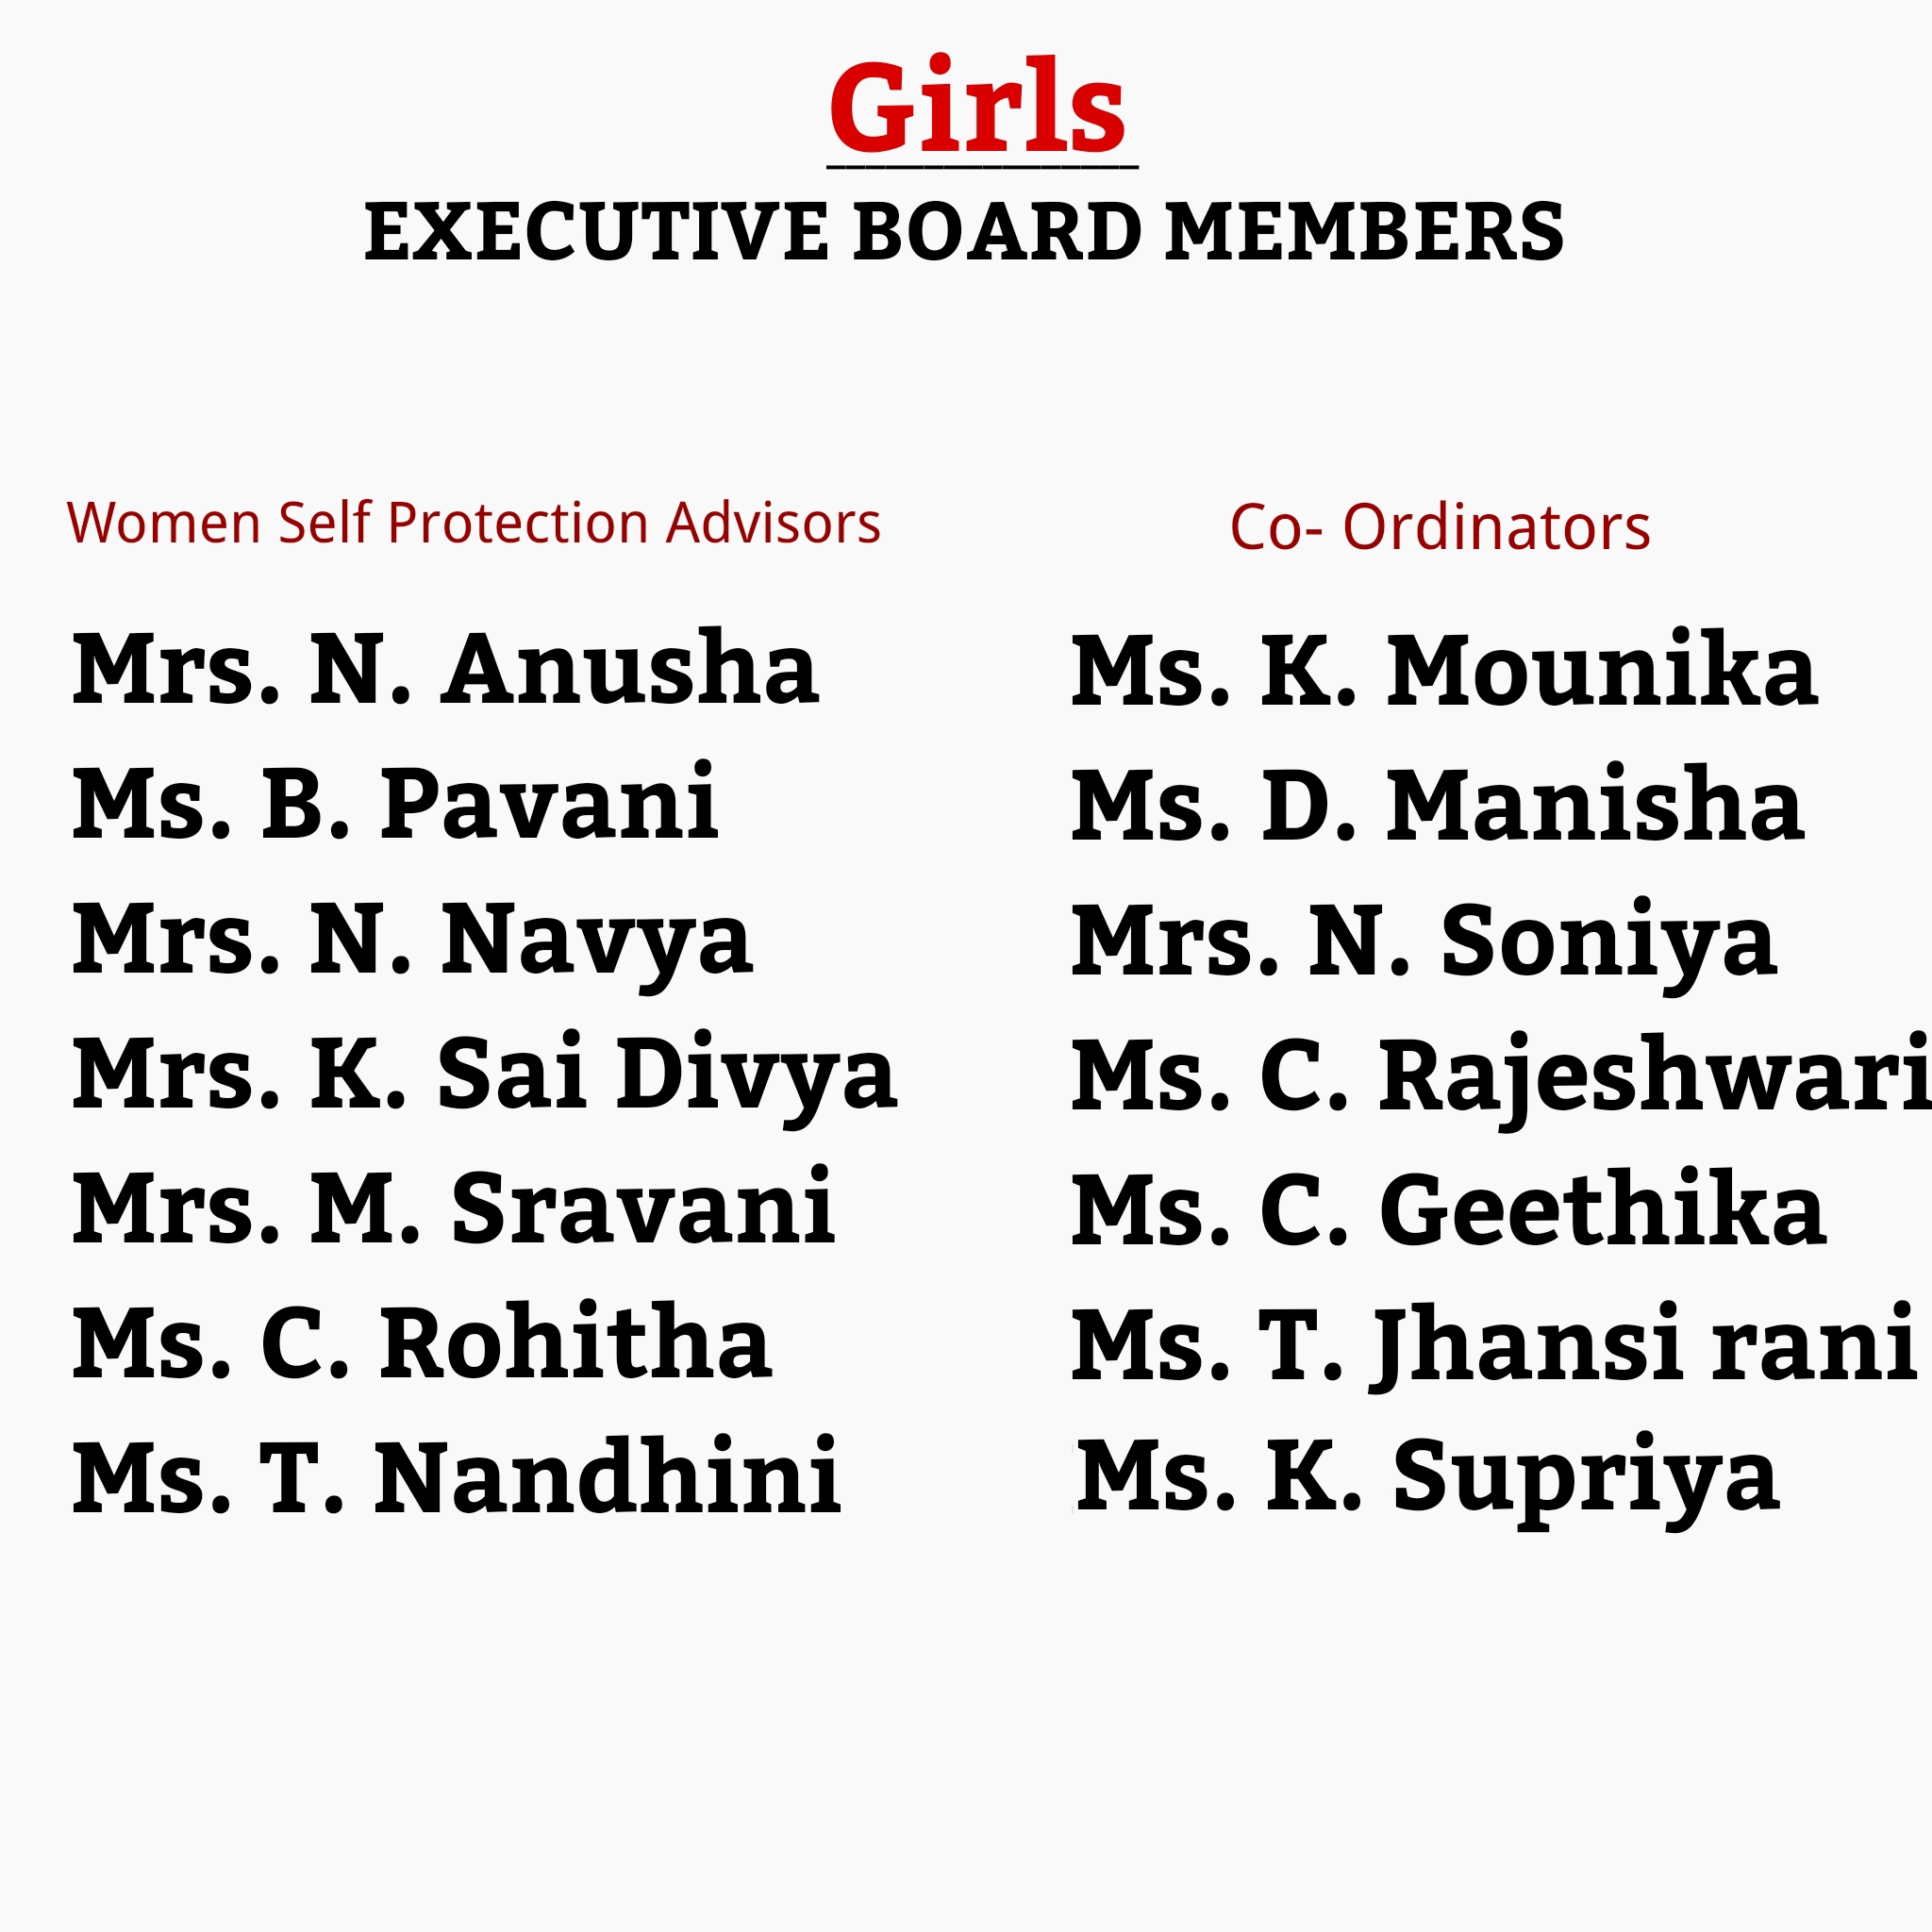 Girls
EXECUTIVE BOARD MEMBERS
Women Self Protection Advisors
Mrs. N. Anusha
Ms. B. Pavani
Mrs. N. Navya
Mrs. K. Sai Divya
Mrs. M. Sravani
Ms. C. Rohitha
Ms. T. Nandhini
Co- Ordinators
Ms. K. Mounika
Ms. D. Manisha
Mrs. N. Soniya
Ms. C. Rajeshwari
Ms. C. Geethika
Ms. T. Jhansi rani
Ms. K. Supriya